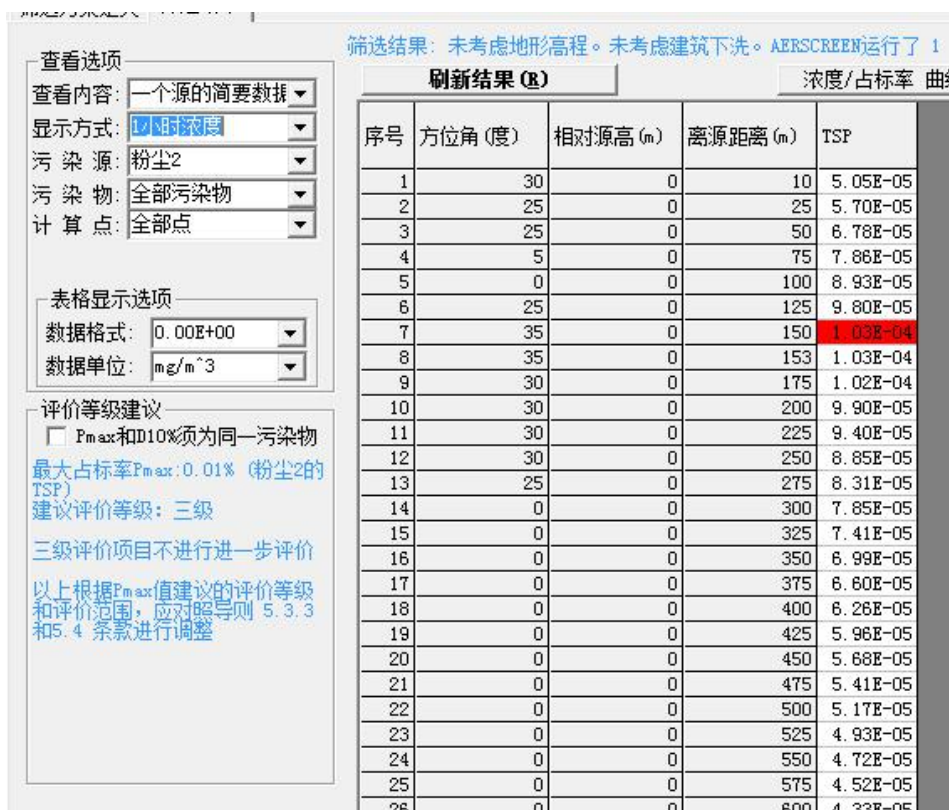 筛选结果: 未考虑地形高程。未考虑建筑下洗。AERSCREEN运行了 1
查看选项
查看内容: 一个源的简要数据
显示方式: 1小时浓度
污 染 源: 粉尘2
污 染 物: 全部污染物
计 算 点: 全部点
表格显示选项
数据格式: 0.00E+00
数据单位: mg/m^3
评价等级建议
Pmax和D10%须为同一污染物
最大占标率Pmax:0.01% (粉尘2的
TSP)
建议评价等级: 三级
三级评价项目不进行进一步评价
以上根据Pmax值建议的评价等级
和评价范围,应对照导则 5.3.3
和5.4 条款进行调整
刷新结果(R) 浓度/占标率
序号 方位角(度) 相对源高(m) 离源距离(m) TSP
1 30 0 10 5.05E-05
2 25 0 25 5.70E-05
3 25 0 50 6.78E-05
4 5 0 75 7.86E-05
5 0 0 100 8.93E-05
6 25 0 125 9.80E-05
7 35 0 150 1.03E-04
8 35 0 153 1.03E-04
9 30 0 175 1.02E-04
10 30 0 200 9.90E-05
11 30 0 225 9.40E-05
12 30 0 250 8.85E-05
13 25 0 275 8.31E-05
14 0 0 300 7.85E-05
15 0 0 325 7.41E-05
16 0 0 350 6.99E-05
17 0 0 375 6.60E-05
18 0 0 400 6.26E-05
19 0 0 425 5.96E-05
20 0 0 450 5.68E-05
21 0 0 475 5.41E-05
22 0 0 500 5.17E-05
23 0 0 525 4.93E-05
24 0 0 550 4.72E-05
25 0 0 575 4.52E-05
26 0 0 600 4.33E-05